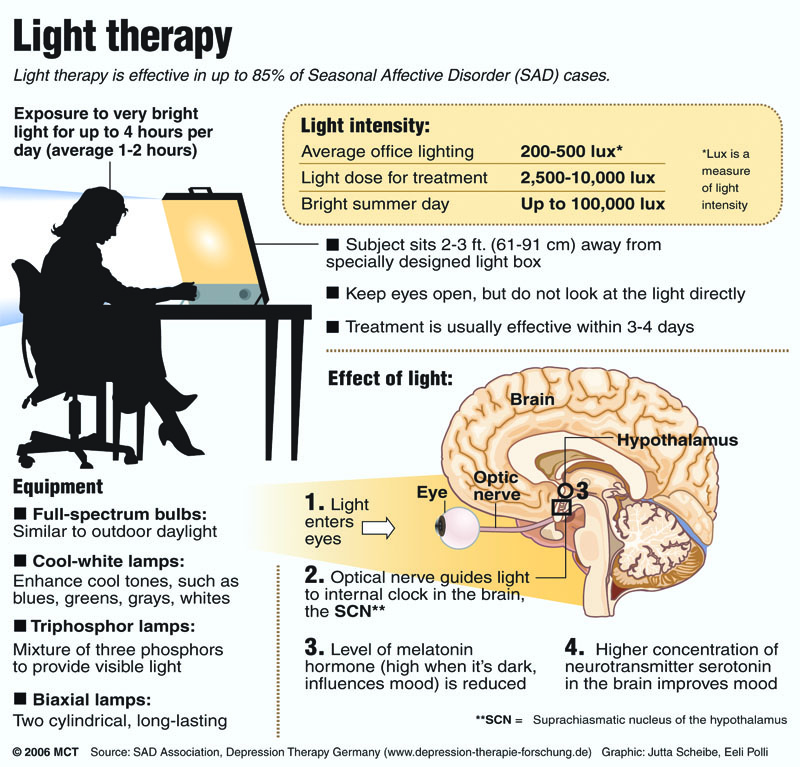 Light therapy
Light therapy is effective in up to 85% of Seasonal Affective Disorder (SAD) cases.
Exposure to very bright
light for up to 4 hours per
day (average 1-2 hours)
Light intensity:
Average office lighting 200-500 lux*
Light dose for treatment 2,500-10,000 lux
Bright summer day Up to 100,000 lux
*Lux is a
measure
of light
intensity
■ Subject sits 2-3 ft. (61-91 cm) away from
specially designed light box
■ Keep eyes open, but do not look at the light directly
■ Treatment is usually effective within 3-4 days
Effect of light:
Brain
Hypothalamus
Optic
nerve
Eye
3
1. Light
enters
eyes
2. Optical nerve guides light
to internal clock in the brain,
the SCN**
3. Level of melatonin
hormone (high when it's dark,
influences mood) is reduced
4. Higher concentration of
neurotransmitter serotonin
in the brain improves mood
**SCN = Suprachiasmatic nucleus of the hypothalamus
Equipment
■ Full-spectrum bulbs:
Similar to outdoor daylight
■ Cool-white lamps:
Enhance cool tones, such as
blues, greens, grays, whites
■ Triphosphor lamps:
Mixture of three phosphors
to provide visible light
■ Biaxial lamps:
Two cylindrical, long-lasting
© 2006 MCT Source: SAD Association, Depression Therapy Germany (www.depression-therapie-forschung.de) Graphic: Jutta Scheibe, Eeli Polli